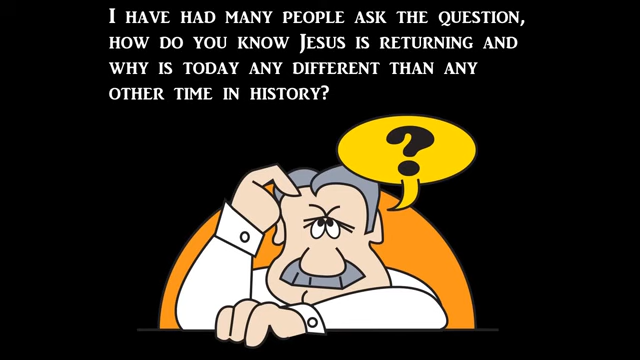 I have had many people ask the question,
how do you know Jesus is returning and
why is today any different than any
other time in history?
?